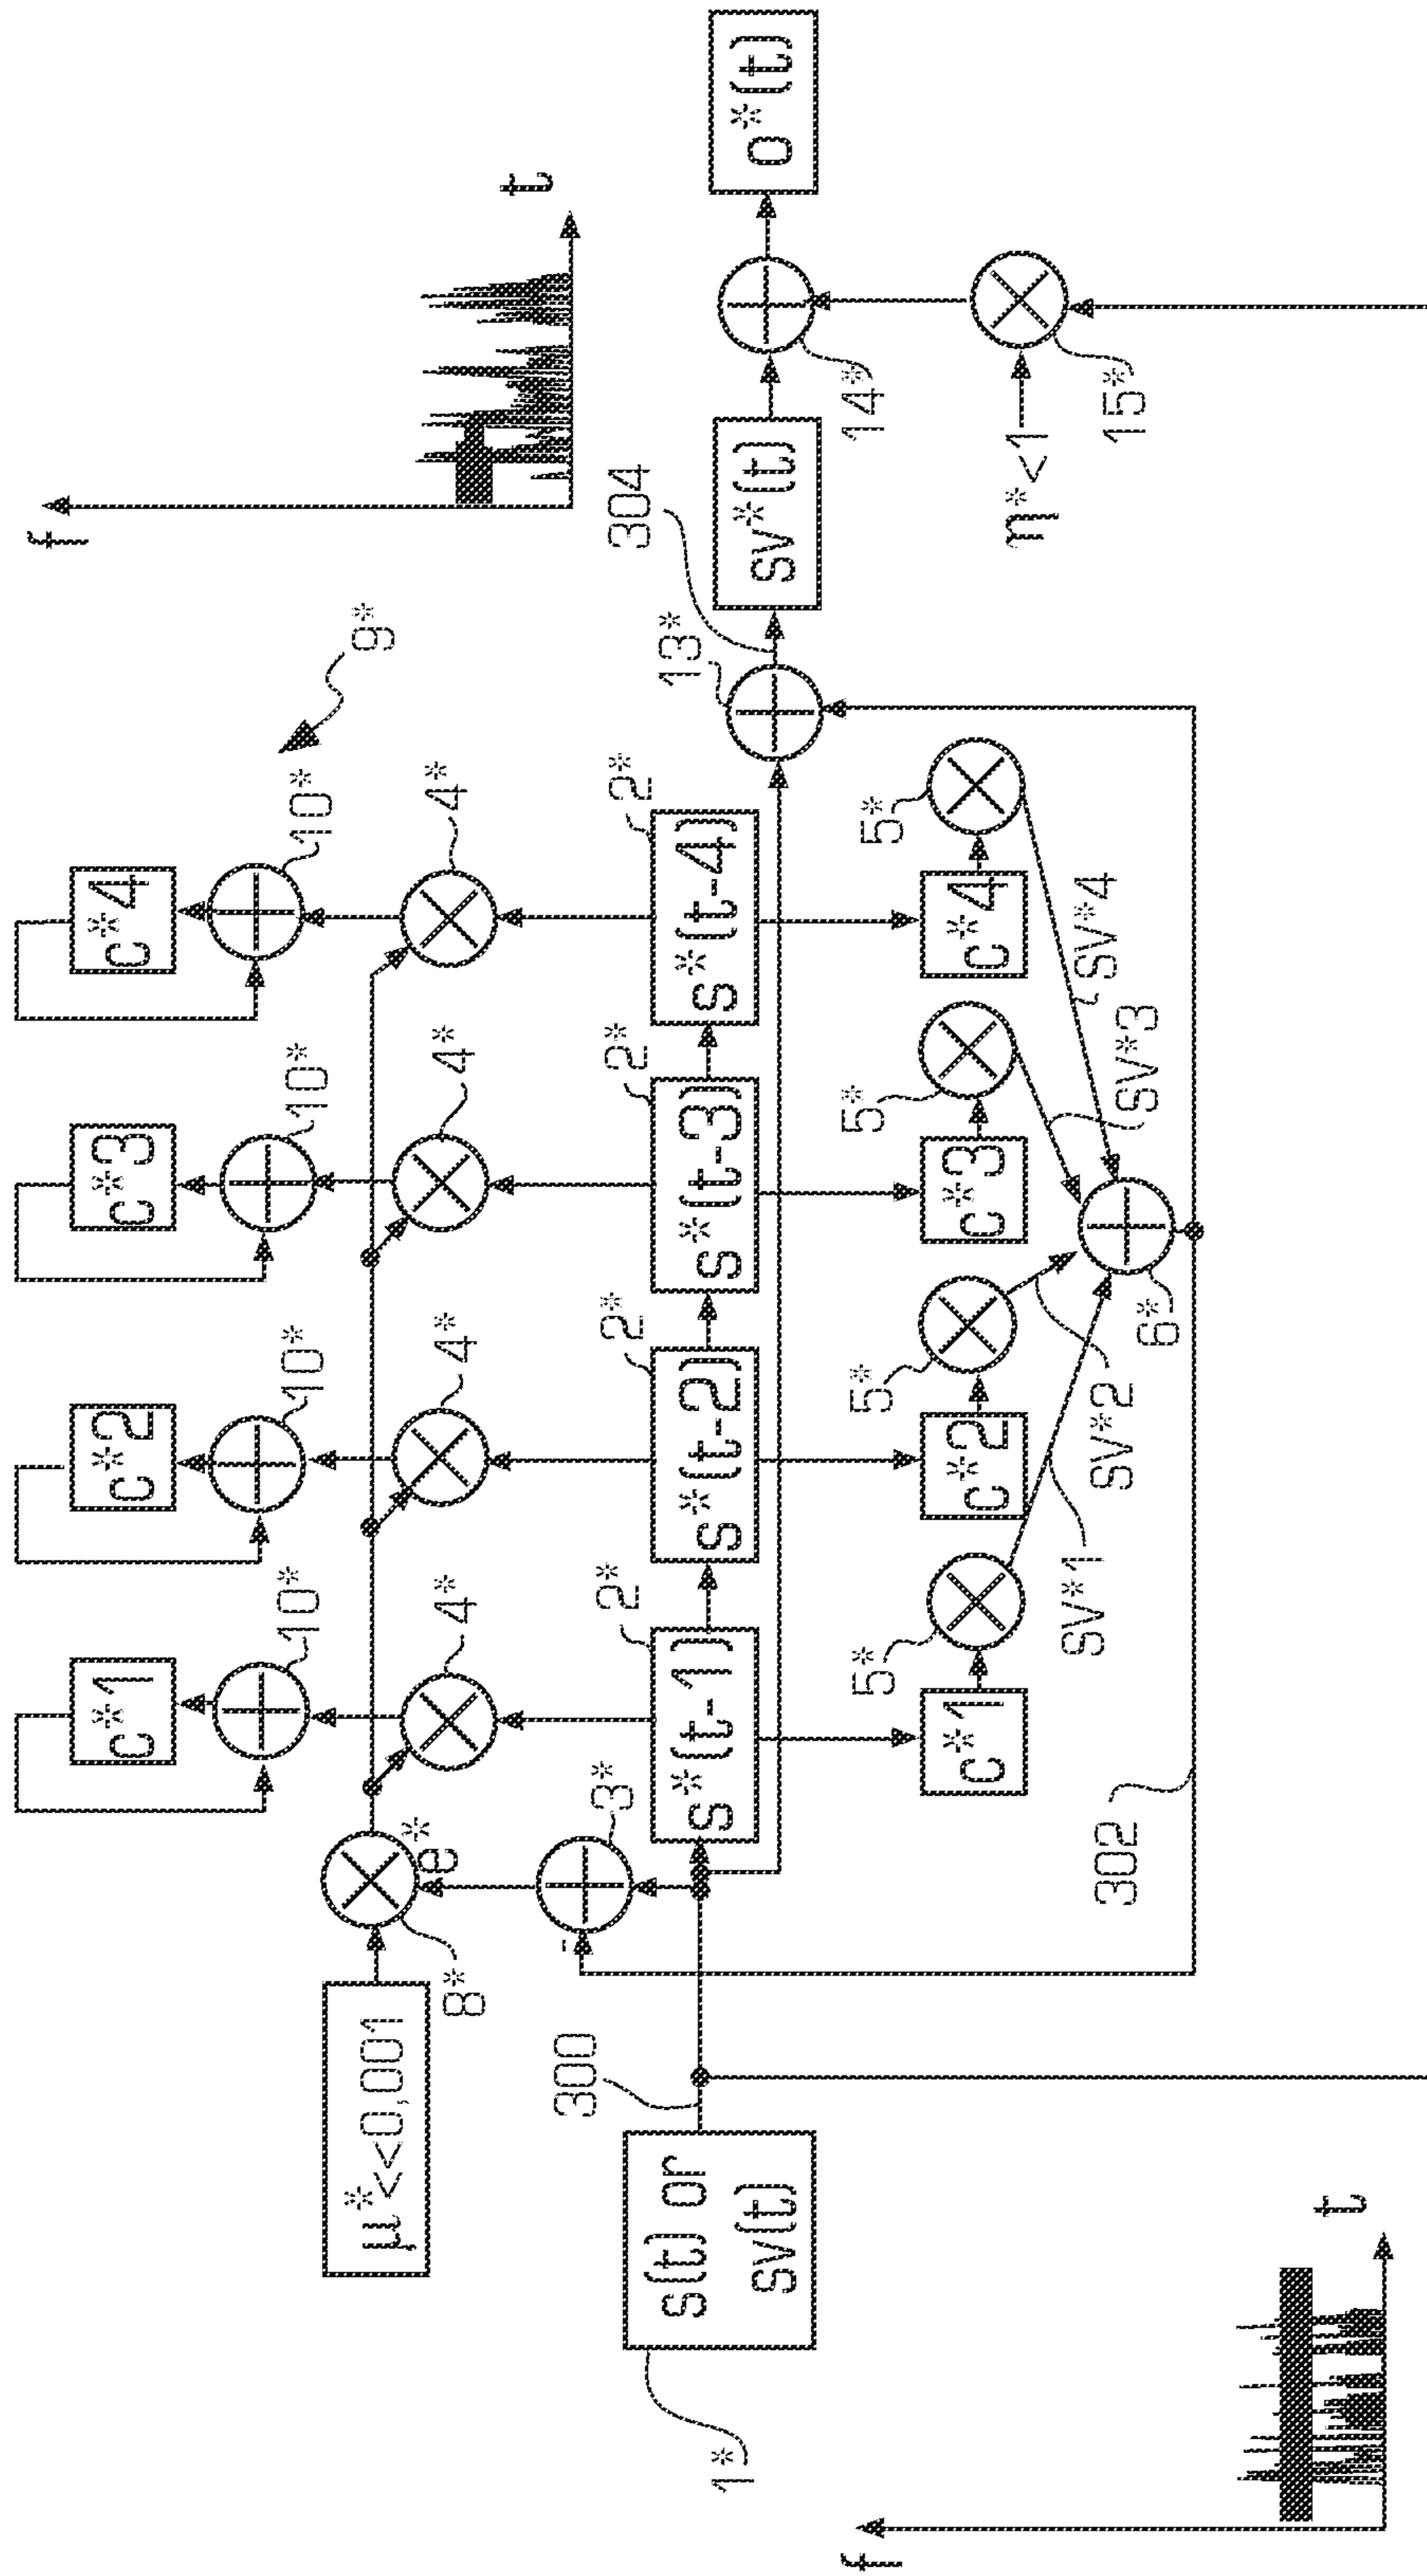 c*1
c*2
c*3
c*4
9*
f
t
10*
10*
10*
10*
µ*<<0,001
8*
e*
4*
4*
4*
4*
300
3*
2*
2*
2*
2*
13*
304
1*
s(t) or
sv(t)
s*(t-1)
s*(t-2)
s*(t-3)
s*(t-4)
sv*(t)
o*(t)
14*
-
5*
5*
5*
5*
c*1
c*2
c*3
c*4
η*<1
15*
SV*1
SV*2
SV*3
SV*4
6*
302
f
t